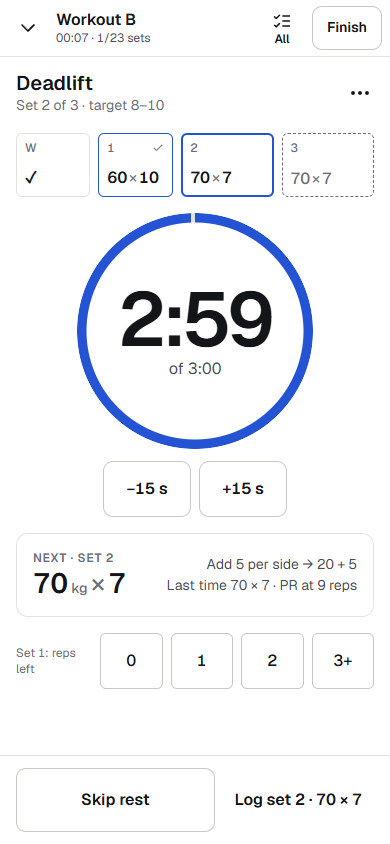 Workout B
00:07 · 1/23 sets
All
Finish
Deadlift
Set 2 of 3 · target 8–10
W
✓
1 ✓
60×10
2
70×7
3
70×7
2:59
of 3:00
−15 s
+15 s
NEXT · SET 2
70 kg × 7
Add 5 per side → 20 + 5
Last time 70 × 7 · PR at 9 reps
Set 1: reps
left
0
1
2
3+
Skip rest
Log set 2 · 70 × 7